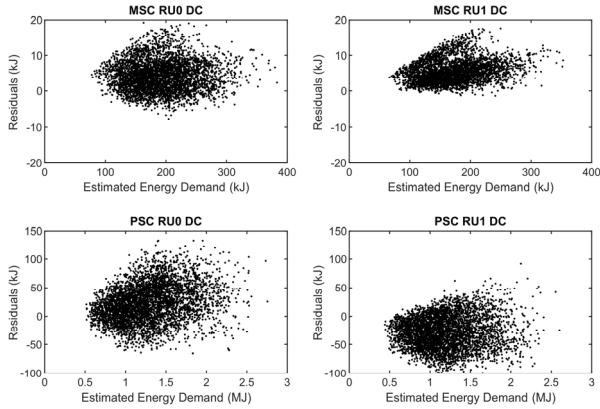 MSC RU0 DC
20
10
0
-10
-20
Residuals (kJ)
0 100 200 300 400
Estimated Energy Demand (kJ)
MSC RU1 DC
20
10
0
-10
-20
Residuals (kJ)
0 100 200 300 400
Estimated Energy Demand (kJ)
PSC RU0 DC
150
100
50
0
-50
-100
Residuals (kJ)
0 0.5 1 1.5 2 2.5 3
Estimated Energy Demand (MJ)
PSC RU1 DC
150
100
50
0
-50
-100
Residuals (kJ)
0 0.5 1 1.5 2 2.5 3
Estimated Energy Demand (MJ)